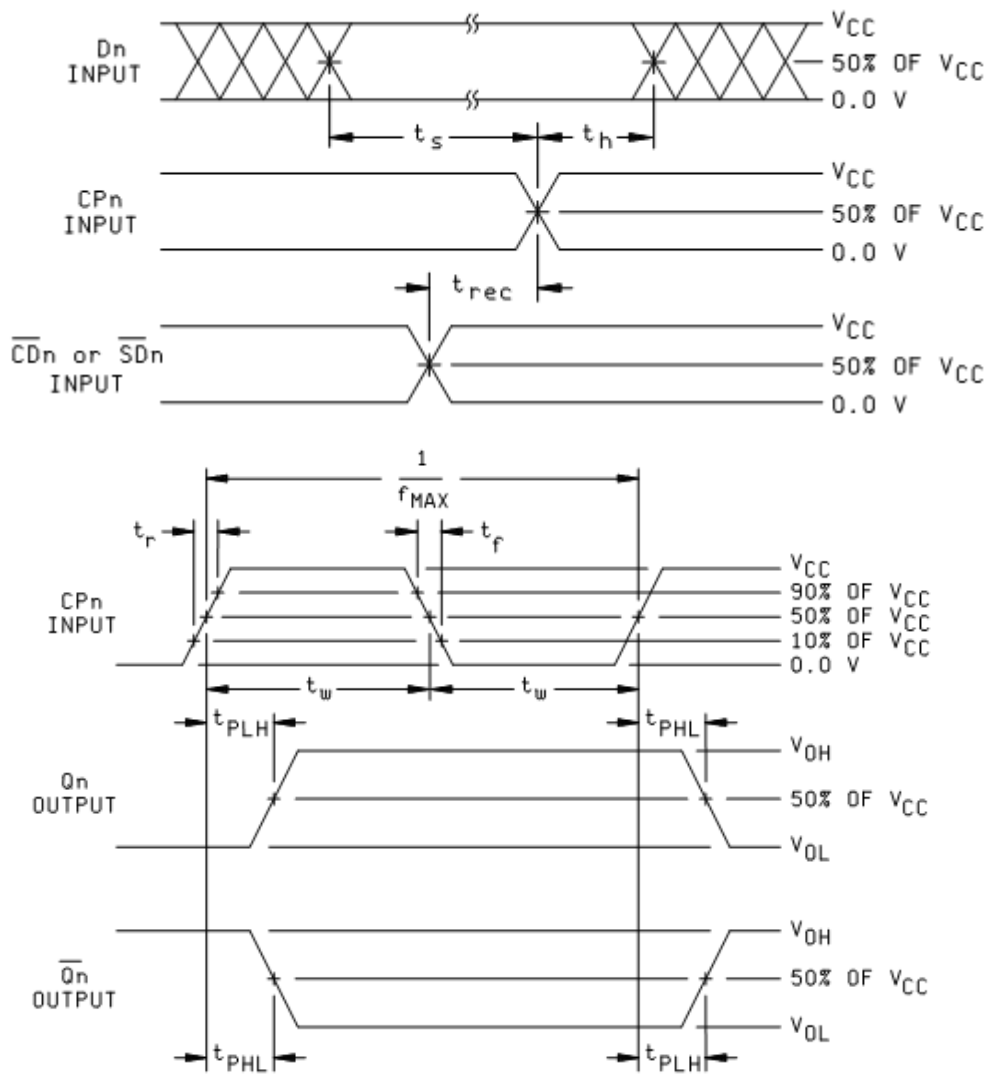 Dn
INPUT
VCC
50% OF VCC
0.0 V
ts
th
CPn
INPUT
VCC
50% OF VCC
0.0 V
trec
CDn or SDn
INPUT
VCC
50% OF VCC
0.0 V
1
fMAX
tr
tf
CPn
INPUT
VCC
90% OF VCC
50% OF VCC
10% OF VCC
0.0 V
tw
tw
tPLH
tPHL
Qn
OUTPUT
VOH
50% OF VCC
VOL
Qn
OUTPUT
VOH
50% OF VCC
VOL
tPHL
tPLH